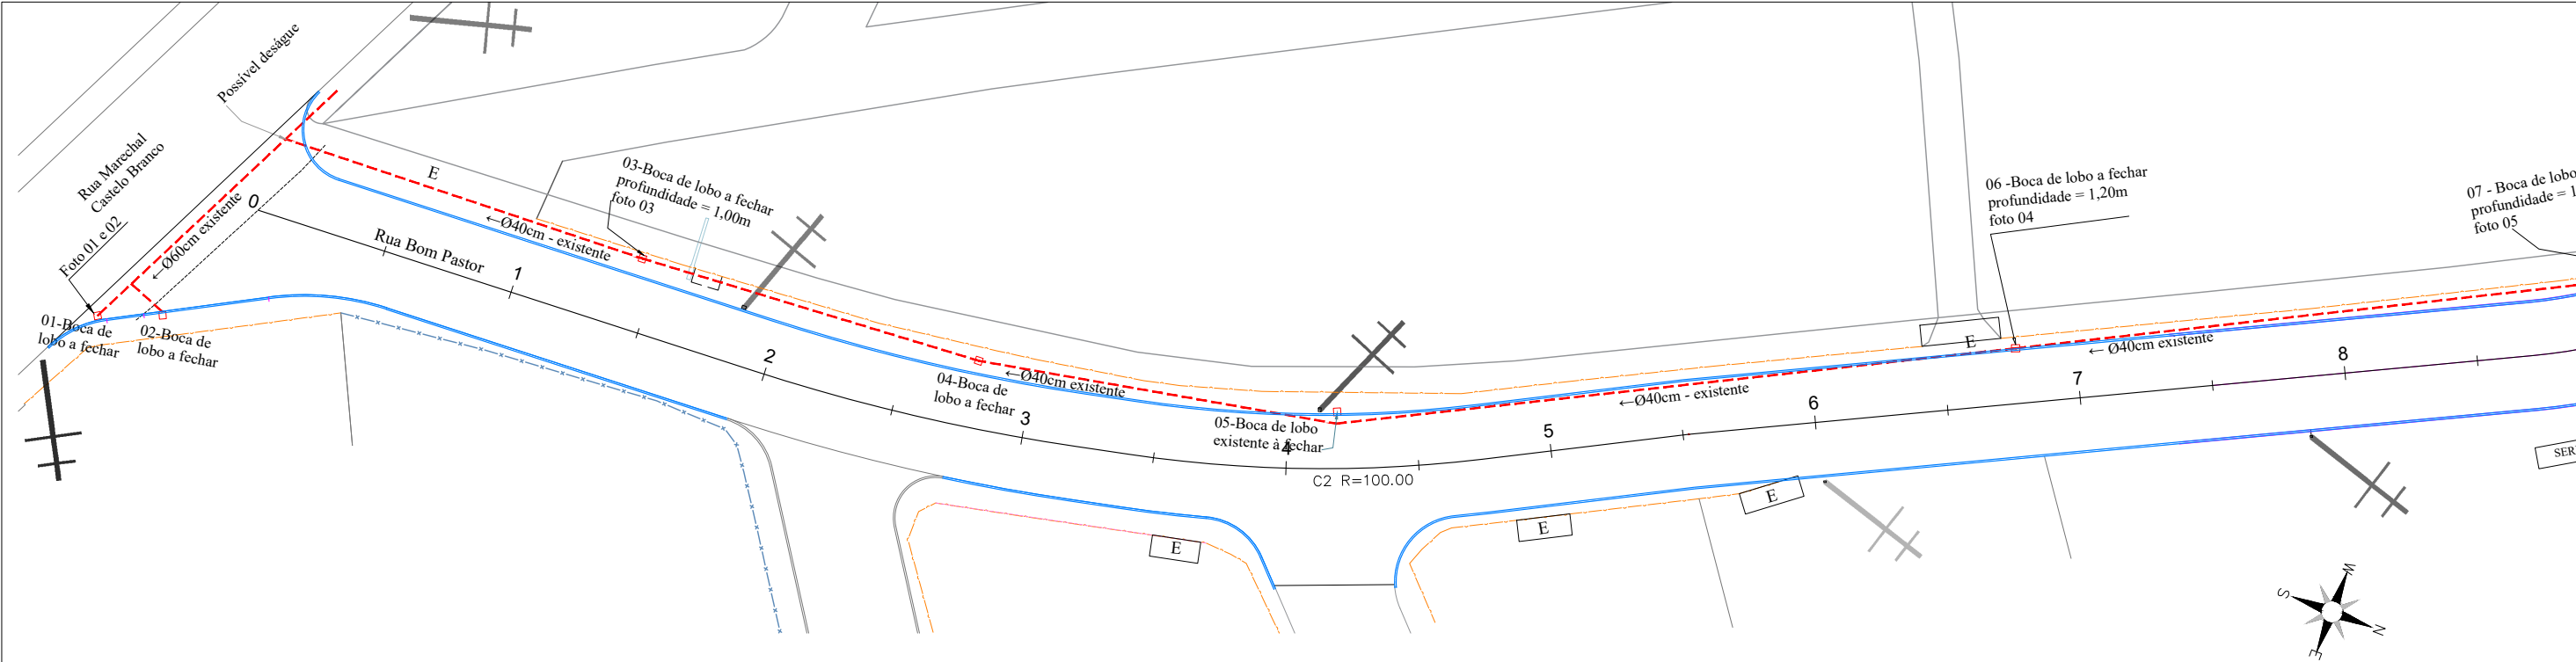 Possível deságue
Rua Marechal
Castelo Branco
Foto 01 e 02
←Ø60cm existente
01-Boca de
lobo a fechar
02-Boca de
lobo a fechar
0
E
Rua Bom Pastor
←Ø40cm - existente
03-Boca de lobo a fechar
profundidade = 1,00m
foto 03
1
2
04-Boca de
lobo a fechar
←Ø40cm existente
3
05-Boca de lobo
existente à fechar
4
C2 R=100.00
E
5
E
←Ø40cm - existente
6
E
06 -Boca de lobo a fechar
profundidade = 1,20m
foto 04
E
7
← Ø40cm existente
8
07 - Boca de lobo
profundidade = 1
foto 05
SER
W
S
N
E